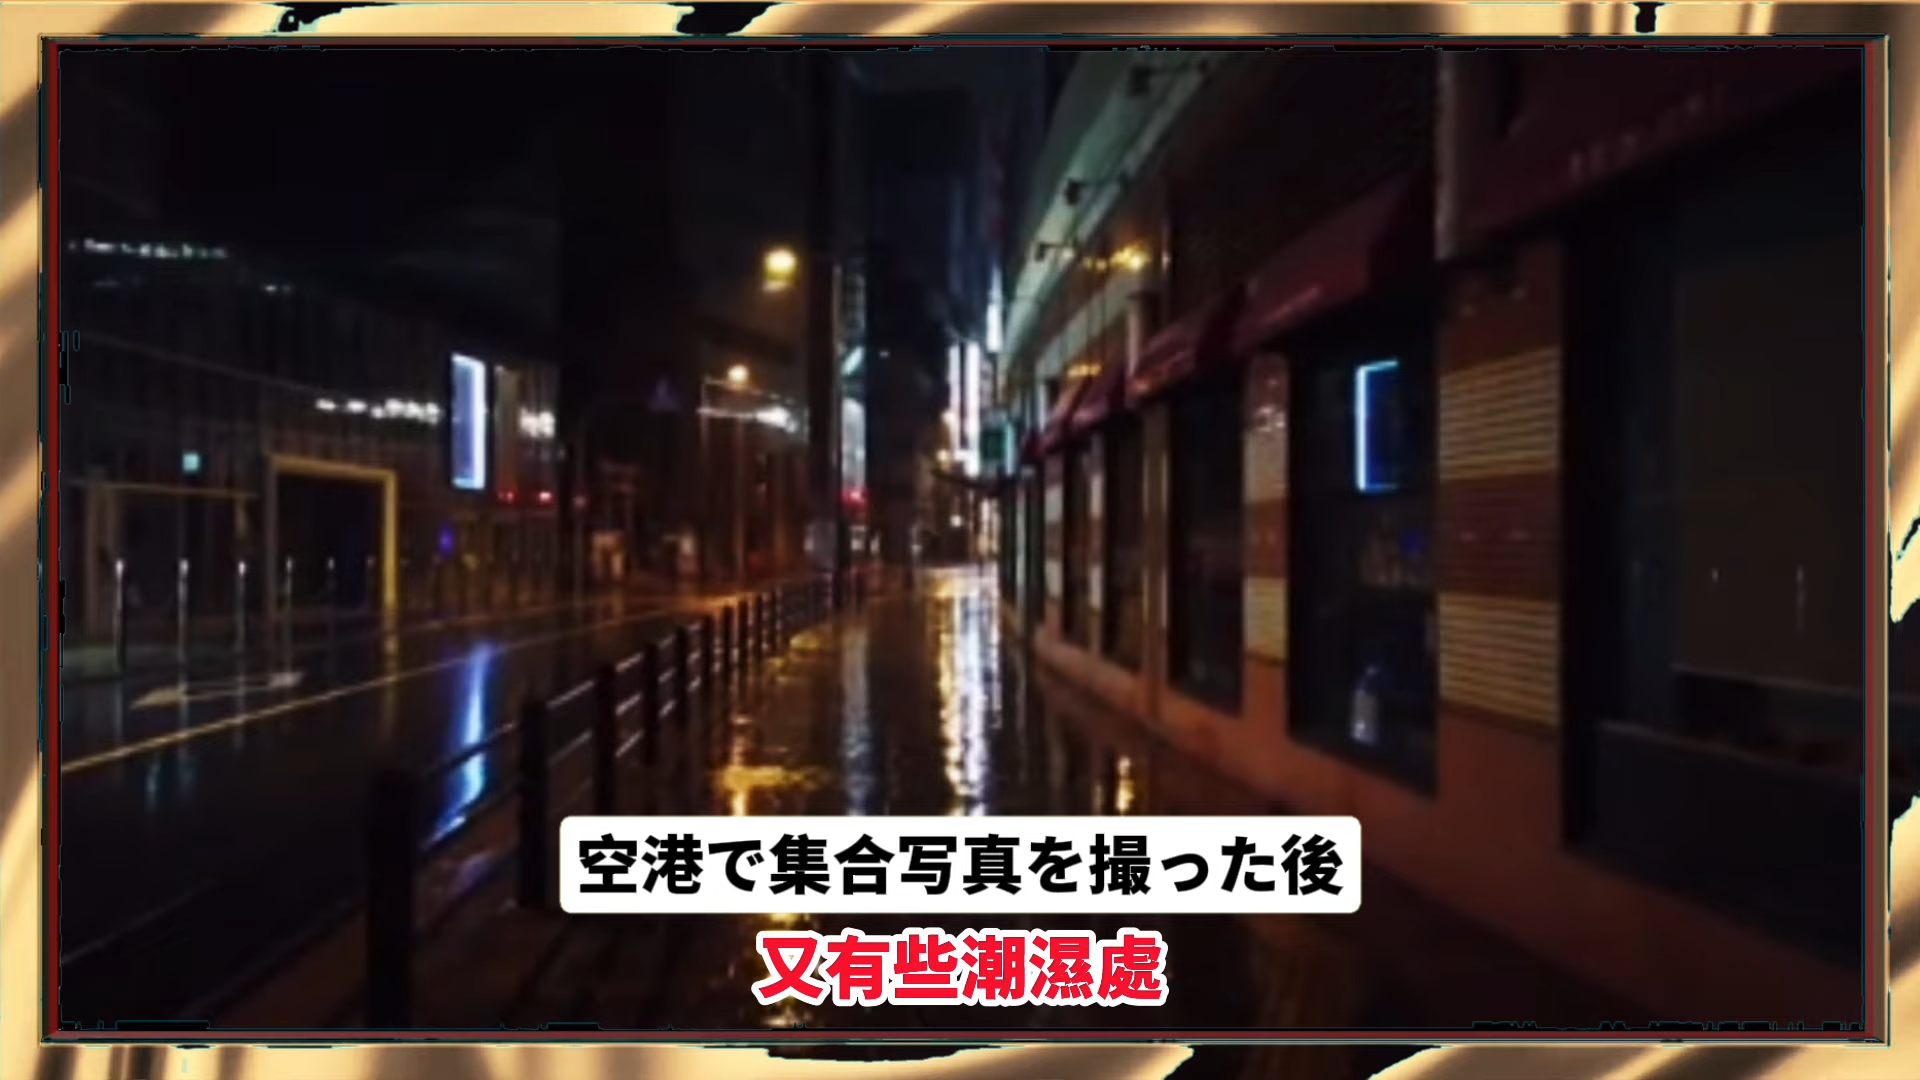 空港で集合写真を撮った後
又有些潮濕處